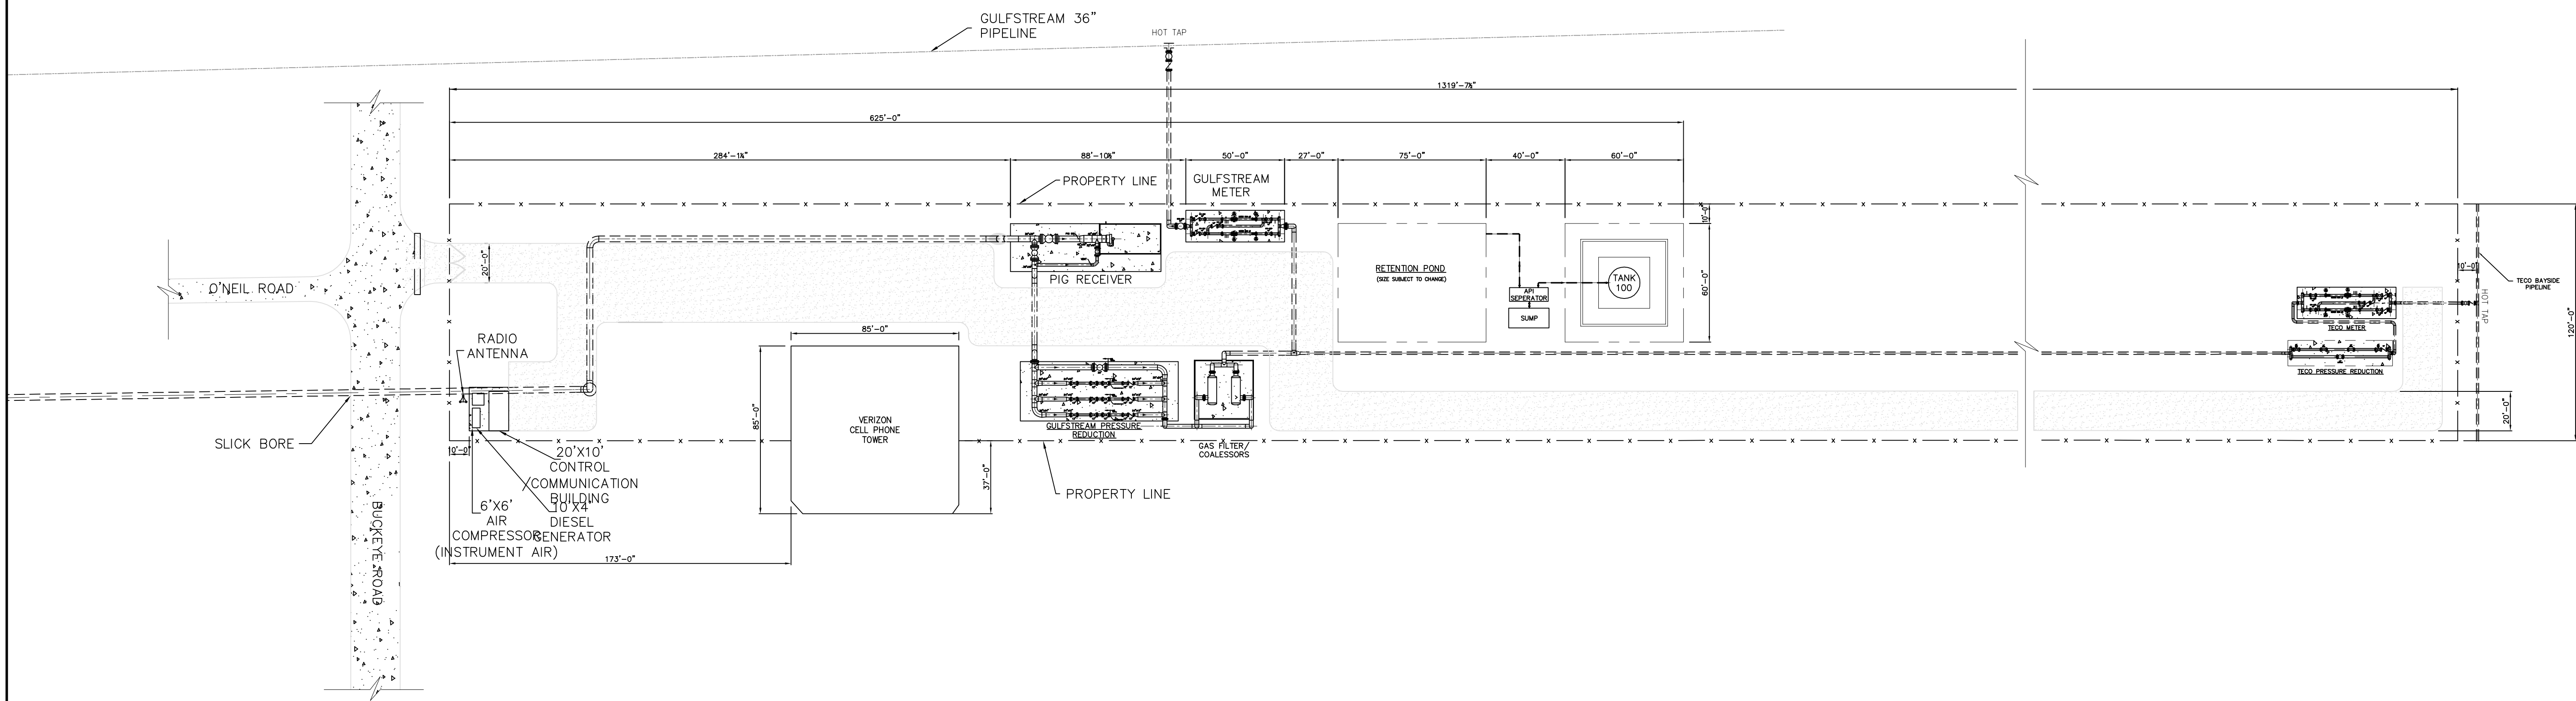 GULFSTREAM 36"
PIPELINE
HOT TAP
1319'-7⅞"
625'-0"
284'-1¼"
88'-10⅝"
50'-0"
27'-0"
75'-0"
40'-0"
60'-0"
PROPERTY LINE
GULFSTREAM
METER
10'-0"
20'-0"
PIG RECEIVER
RETENTION POND
(SIZE SUBJECT TO CHANGE)
TANK
100
60'-0"
10'-0"
TECO BAYSIDE
PIPELINE
O'NEIL ROAD
API
SEPERATOR
SUMP
HOT TAP
120'-0"
TECO METER
RADIO
ANTENNA
85'-0"
85'-0"
TECO PRESSURE REDUCTION
VERIZON
CELL PHONE
TOWER
GULFSTREAM PRESSURE
REDUCTION
GAS FILTER/
COALESSORS
20'-0"
SLICK BORE
10'-0"
37'-0"
20'X10'
CONTROL
/COMMUNICATION
BUILDING
PROPERTY LINE
6'X6'
AIR
COMPRESSOR
(INSTRUMENT AIR)
10'X4'
DIESEL
GENERATOR
BUCKEYE ROAD
173'-0"